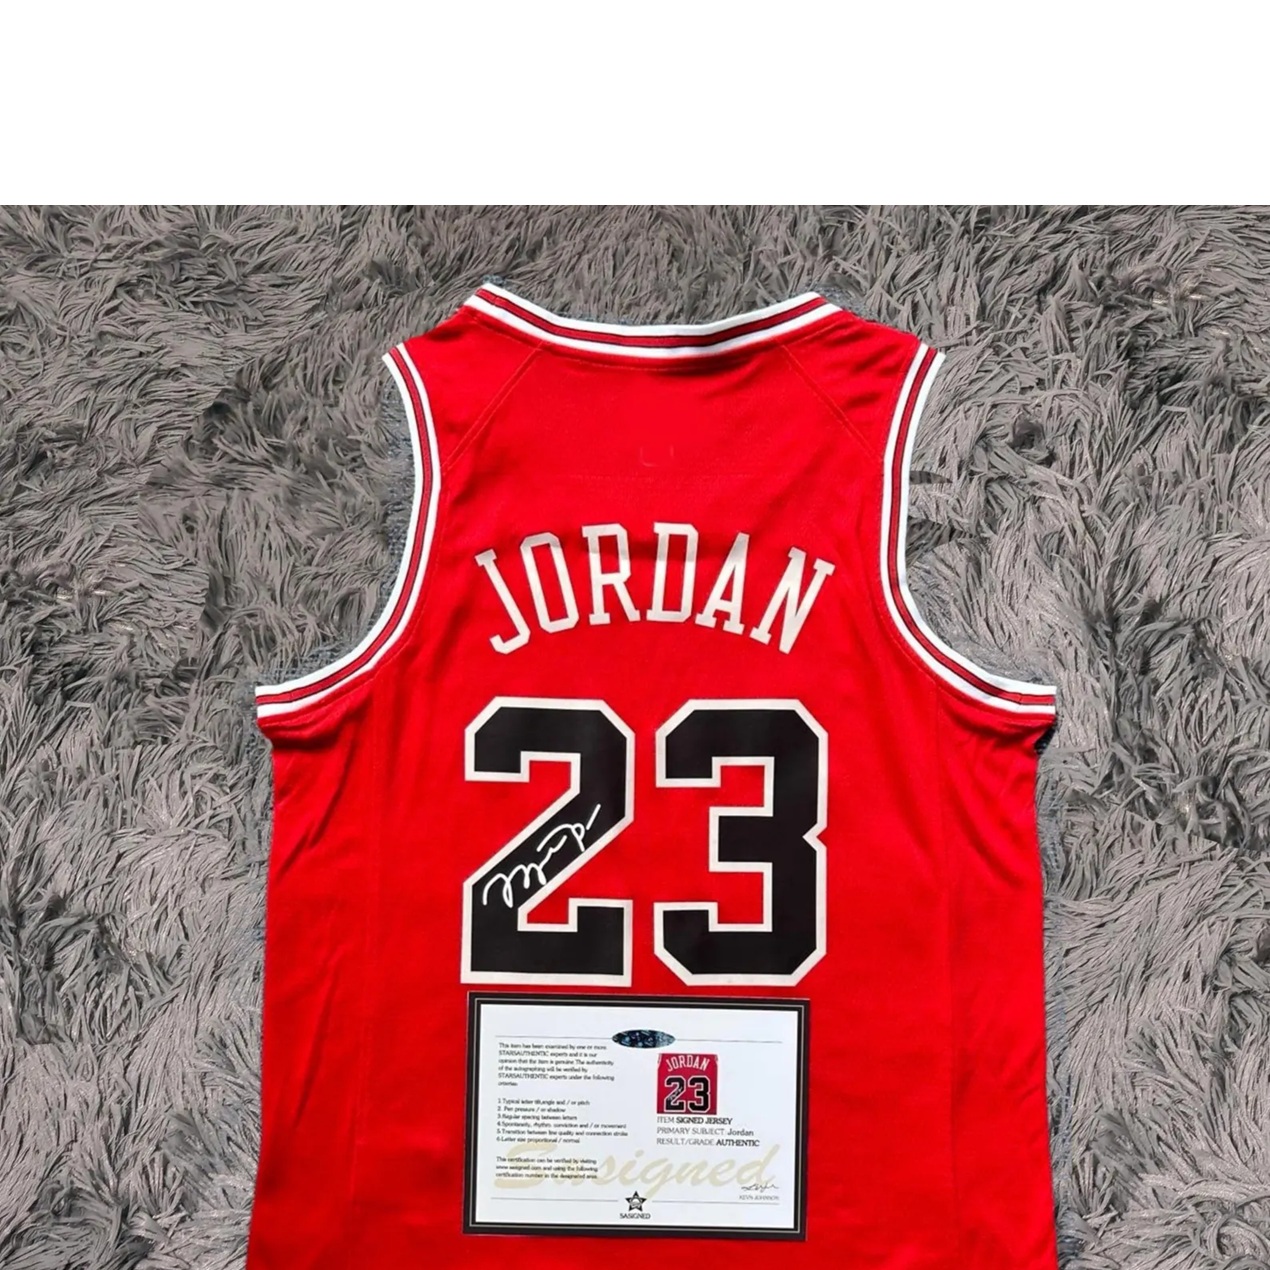 JORDAN
23
This item has been examined by one or more
STARSAUTHENTIC experts and it is our
opinion that the item is genuine. The authenticity
of the autographing will be verified by
STARSAUTHENTIC experts under the following
JORDAN
23
1.Typical letter tilt,angle and / or pitch
2. Pen pressure / or shadow
3.Regular spacing between letters
4.Spontaneity, rhythm, conviction and / or movement
5.Transition between line quality and connection stroke
6.Letter size proportional / normal
ITEM SIGNED JERSEY
PRIMARY SUBJECT: Jordan
RESULT/GRADE: AUTHENTIC
This certification can be verified by visiting
www.sasigned.com and using the following
certification number in the designated area.
Sasigned
KEVIN JOHNSON
SASIGNED